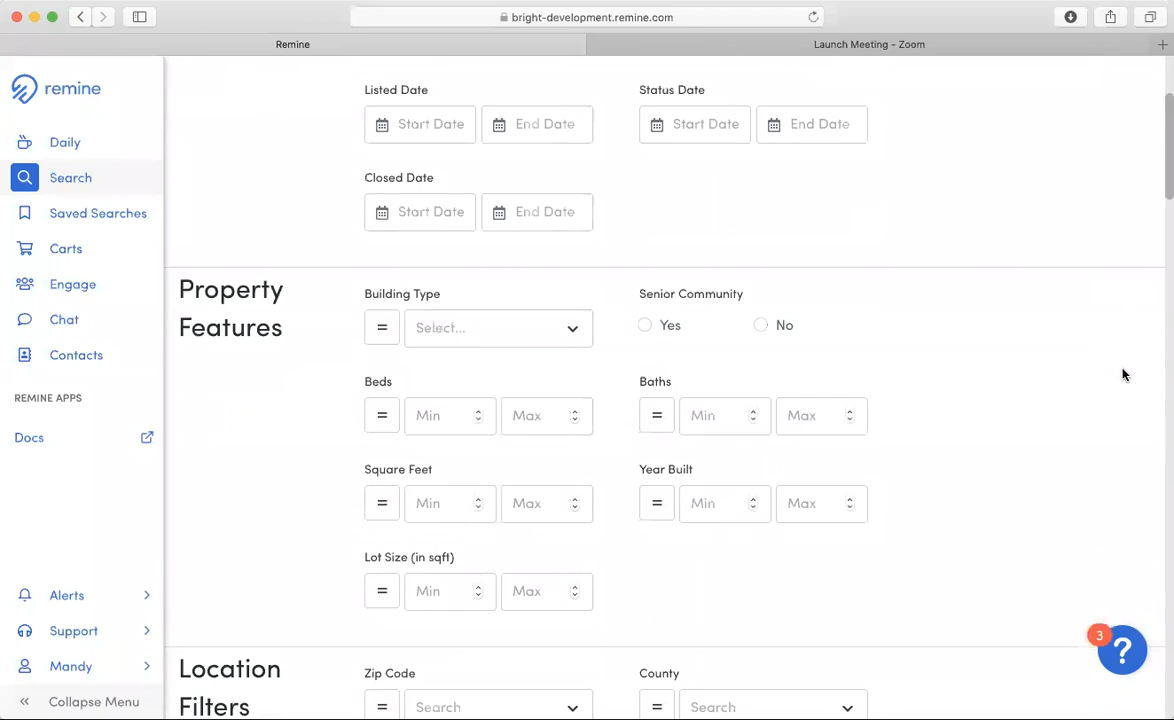 bright-development.remine.com
Remine
Launch Meeting - Zoom
remine
Daily
Search
Saved Searches
Carts
Engage
Chat
Contacts
REMINE APPS
Docs
Alerts
Support
Mandy
Collapse Menu
Listed Date
Status Date
Start Date
End Date
Start Date
End Date
Closed Date
Start Date
End Date
Property
Features
Building Type
Senior Community
= Select...
Yes
No
Beds
Baths
= Min Max
= Min Max
Square Feet
Year Built
= Min Max
= Min Max
Lot Size (in sqft)
= Min Max
Location
Filters
Zip Code
County
= Search
= Search
3
?